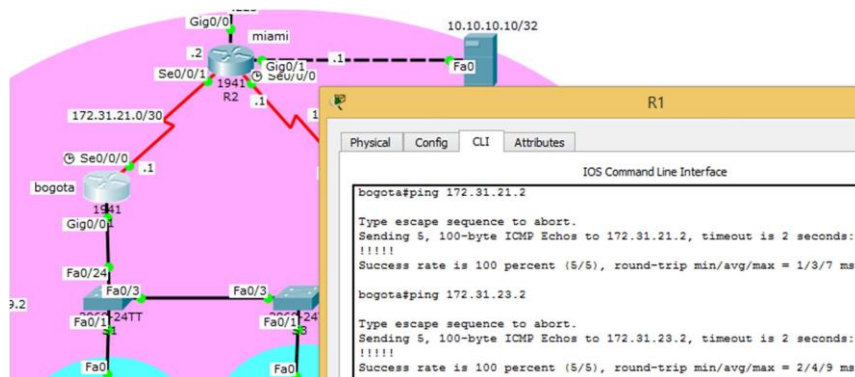 Gig0/0
miami
10.10.10.10/32
.2
Gig0/1
.1
Fa0
Se0/0/1
Se0/0/0
1941
R2
.1
172.31.21.0/30
Se0/0/0
.1
bogota
1941
Gig0/0
Fa0/24
Fa0/3
Fa0/3
9.2
Fa0/1
Fa0/1
Fa0
Fa0
R1
Physical Config CLI Attributes
IOS Command Line Interface
bogota#ping 172.31.21.2
Type escape sequence to abort.
Sending 5, 100-byte ICMP Echos to 172.31.21.2, timeout is 2 seconds:
!!!!!
Success rate is 100 percent (5/5), round-trip min/avg/max = 1/3/7 ms
bogota#ping 172.31.23.2
Type escape sequence to abort.
Sending 5, 100-byte ICMP Echos to 172.31.23.2, timeout is 2 seconds:
!!!!!
Success rate is 100 percent (5/5), round-trip min/avg/max = 2/4/9 ms